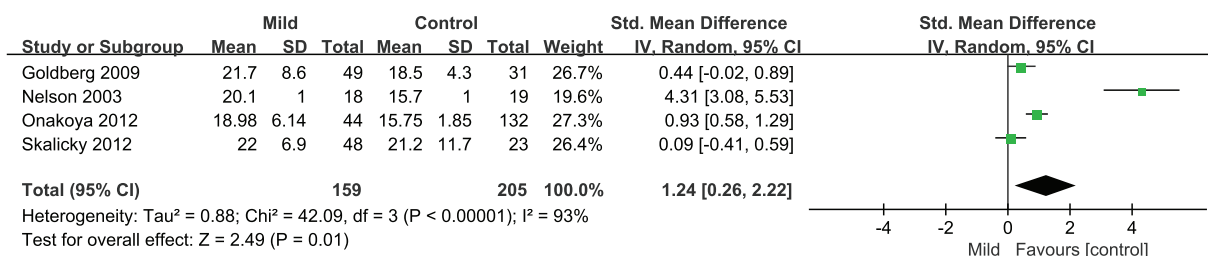 Mild Control Std. Mean Difference Std. Mean Difference
Study or Subgroup Mean SD Total Mean SD Total Weight IV, Random, 95% CI IV, Random, 95% CI
Goldberg 2009 21.7 8.6 49 18.5 4.3 31 26.7% 0.44 [-0.02, 0.89]
Nelson 2003 20.1 1 18 15.7 1 19 19.6% 4.31 [3.08, 5.53]
Onakoya 2012 18.98 6.14 44 15.75 1.85 132 27.3% 0.93 [0.58, 1.29]
Skalicky 2012 22 6.9 48 21.2 11.7 23 26.4% 0.09 [-0.41, 0.59]
Total (95% CI) 159 205 100.0% 1.24 [0.26, 2.22]
Heterogeneity: Tau² = 0.88; Chi² = 42.09, df = 3 (P < 0.00001); I² = 93%
Test for overall effect: Z = 2.49 (P = 0.01)
-4 -2 0 2 4
Mild Favours [control]